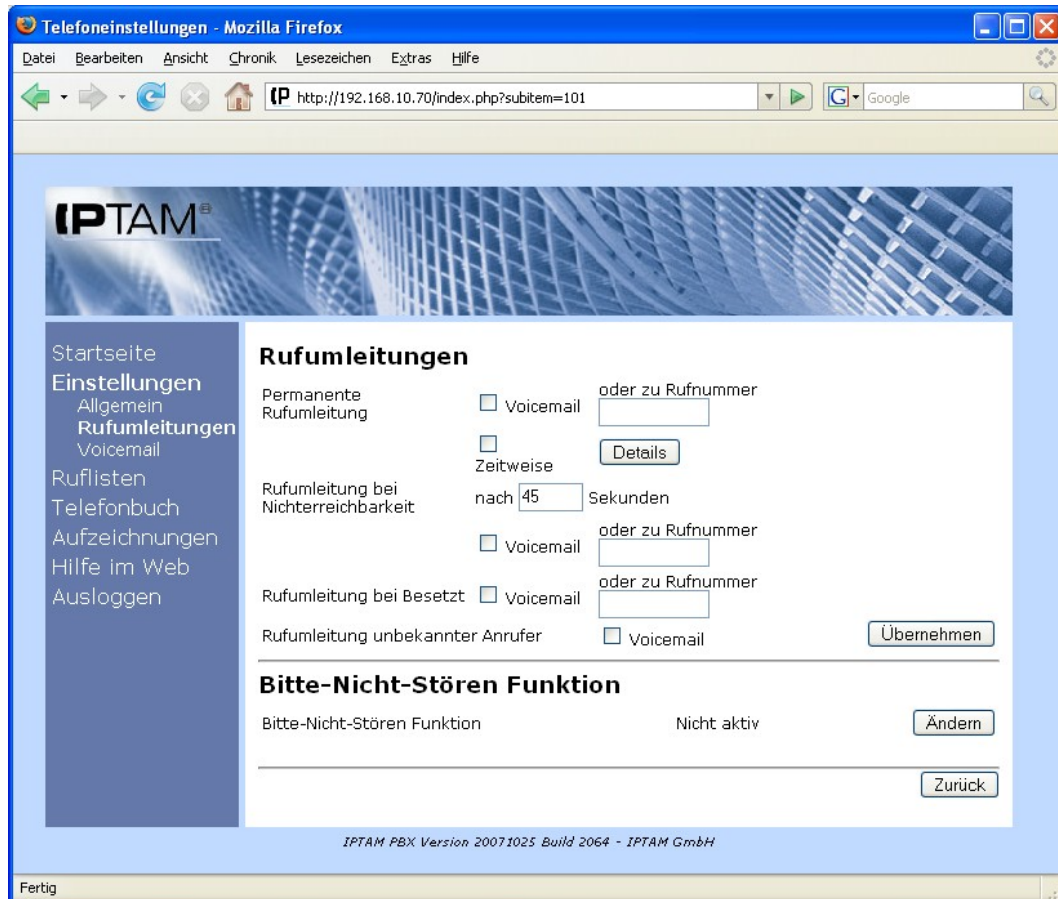 Telefoneinstellungen - Mozilla Firefox
Datei Bearbeiten Ansicht Chronik Lesezeichen Extras Hilfe
http://192.168.10.70/index.php?subitem=101
G Google
IPTAM®
Startseite
Einstellungen
Allgemein
Rufumleitungen
Voicemail
Ruflisten
Telefonbuch
Aufzeichnungen
Hilfe im Web
Ausloggen
Rufumleitungen
Permanente
Rufumleitung
Voicemail
oder zu Rufnummer
Zeitweise
Details
Rufumleitung bei
Nichterreichbarkeit
nach 45 Sekunden
Voicemail
oder zu Rufnummer
Rufumleitung bei Besetzt
Voicemail
oder zu Rufnummer
Rufumleitung unbekannter Anrufer
Voicemail
Übernehmen
Bitte-Nicht-Stören Funktion
Bitte-Nicht-Stören Funktion Nicht aktiv Ändern
Zurück
IPTAM PBX Version 20071025 Build 2064 - IPTAM GmbH
Fertig